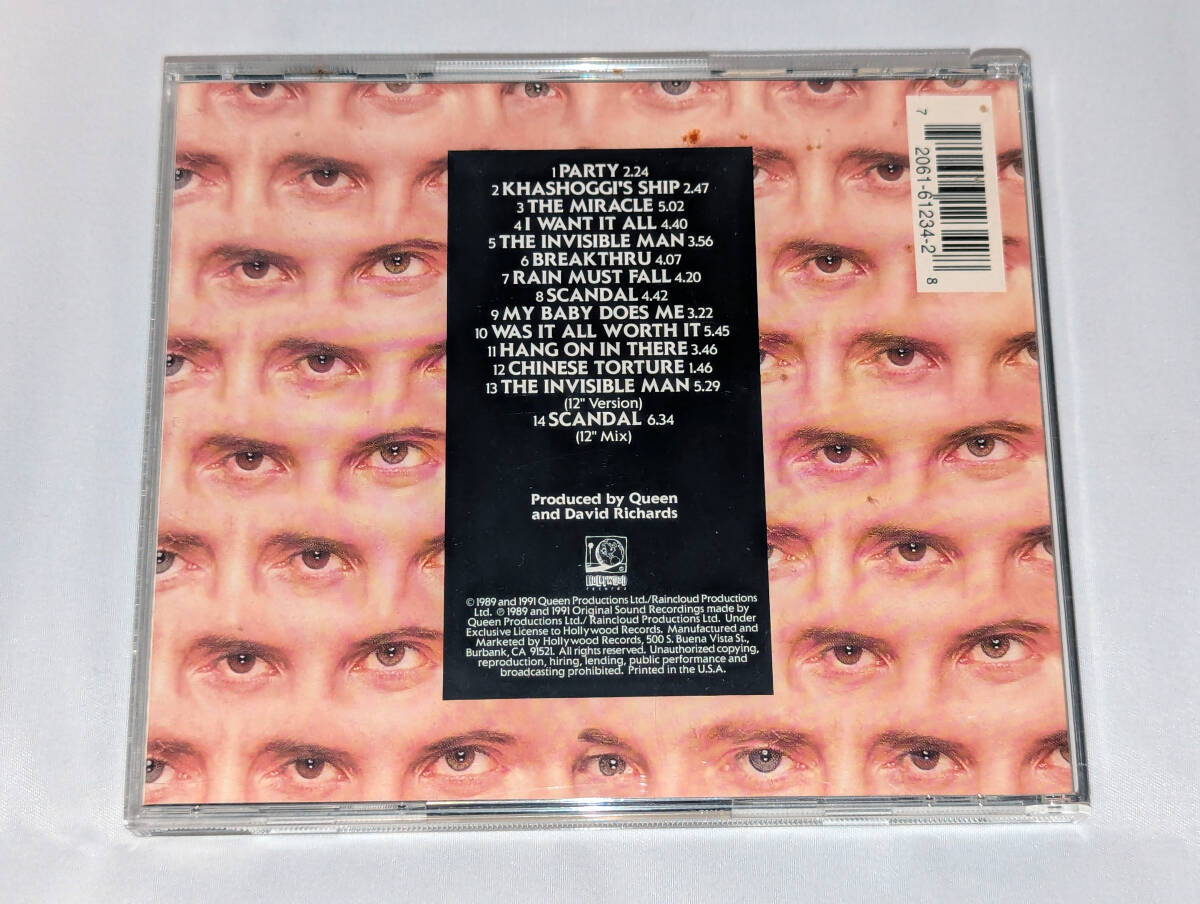 1 PARTY 2.24
2 KHASHOGGI'S SHIP 2.47
3 THE MIRACLE 5.02
4 I WANT IT ALL 4.40
5 THE INVISIBLE MAN 3.56
6 BREAKTHRU 4.07
7 RAIN MUST FALL 4.20
8 SCANDAL 4.42
9 MY BABY DOES ME 3.22
10 WAS IT ALL WORTH IT 5.45
11 HANG ON IN THERE 3.46
12 CHINESE TORTURE 1.46
13 THE INVISIBLE MAN 5.29
(12" Version)
14 SCANDAL 6.34
(12" Mix)
Produced by Queen
and David Richards
HOLLYWOOD
records
© 1989 and 1991 Queen Productions Ltd./Raincloud Productions
Ltd. ℗ 1989 and 1991 Original Sound Recordings made by
Queen Productions Ltd./ Raincloud Productions Ltd. Under
Exclusive License to Hollywood Records. Manufactured and
Marketed by Hollywood Records, 500 S. Buena Vista St.,
Burbank, CA 91521. All rights reserved. Unauthorized copying,
reproduction, hiring, lending, public performance and
broadcasting prohibited. Printed in the U.S.A.
7 2061-61234-2 8